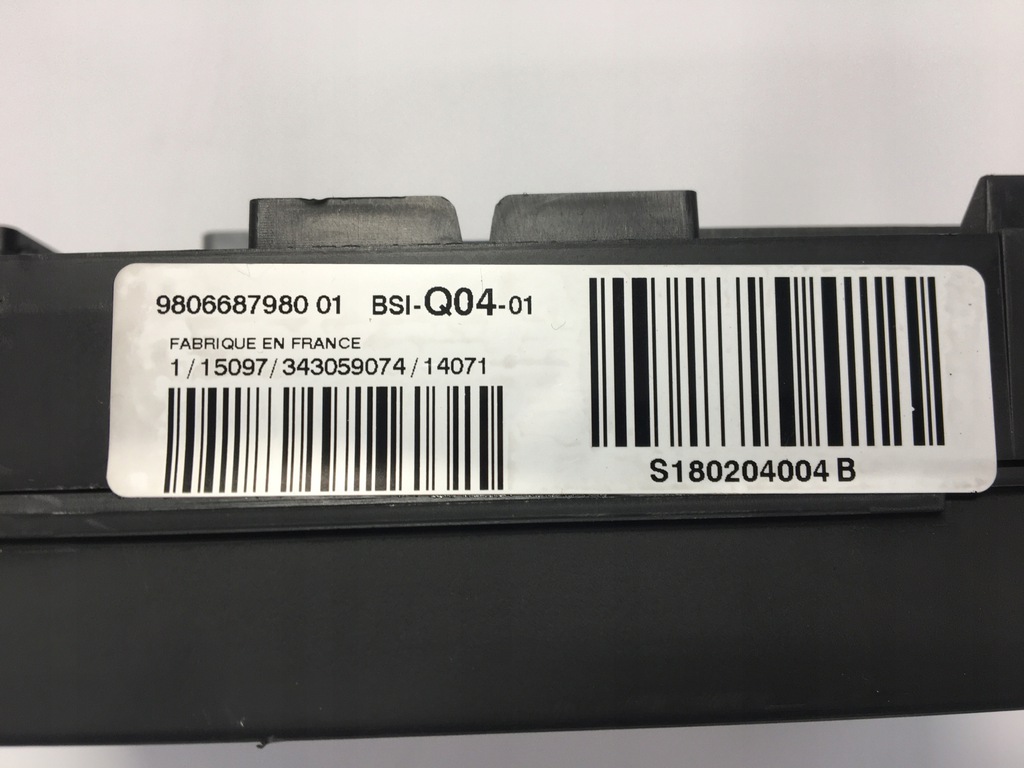 9806687980 01 BSI-Q04-01
FABRIQUE EN FRANCE
1/15097/343059074/14071
S180204004 B